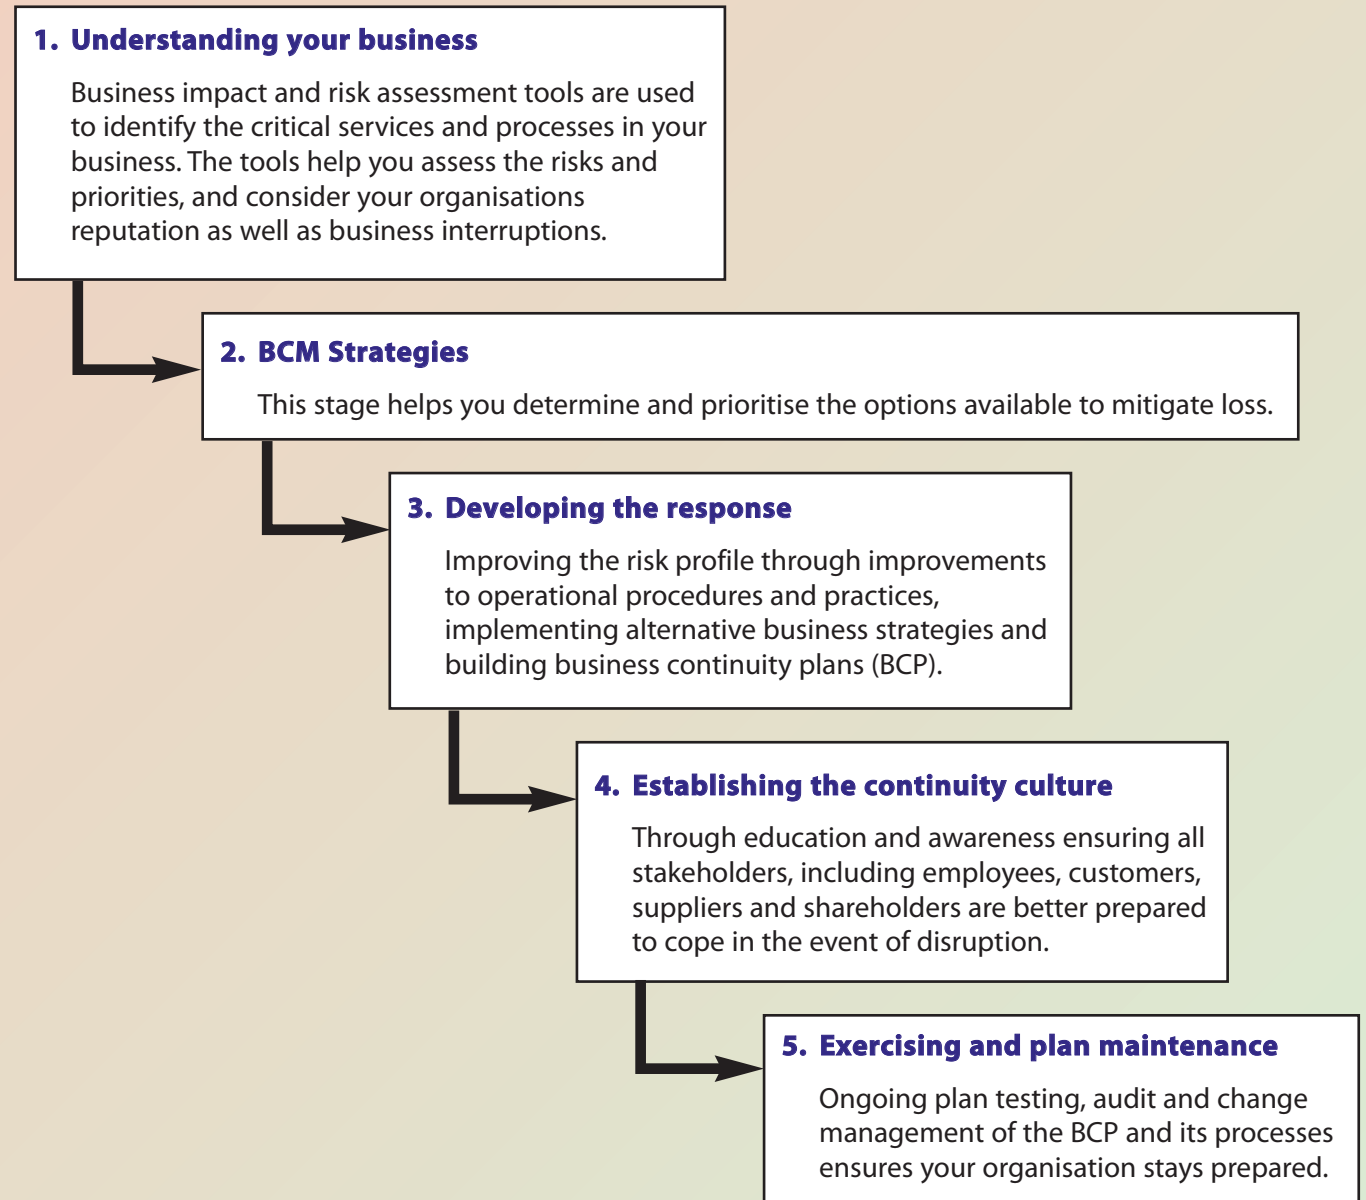 1. Understanding your business
Business impact and risk assessment tools are used
to identify the critical services and processes in your
business. The tools help you assess the risks and
priorities, and consider your organisations
reputation as well as business interruptions.
2. BCM Strategies
This stage helps you determine and prioritise the options available to mitigate loss.
3. Developing the response
Improving the risk profile through improvements
to operational procedures and practices,
implementing alternative business strategies and
building business continuity plans (BCP).
4. Establishing the continuity culture
Through education and awareness ensuring all
stakeholders, including employees, customers,
suppliers and shareholders are better prepared
to cope in the event of disruption.
5. Exercising and plan maintenance
Ongoing plan testing, audit and change
management of the BCP and its processes
ensures your organisation stays prepared.